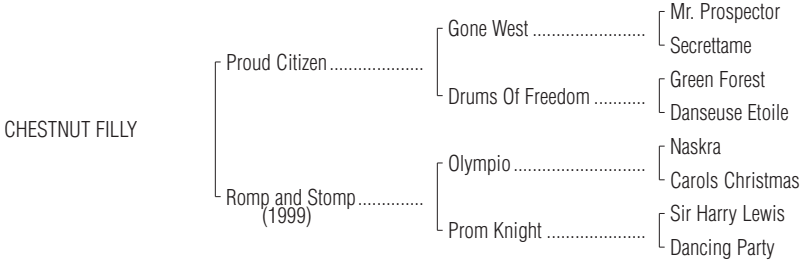 Mr. Prospector
Gone West ........................
Secrettame
Proud Citizen ....................
Green Forest
Drums Of Freedom ...........
Danseuse Etoile
CHESTNUT FILLY
Naskra
Olympio ............................
Carols Christmas
Romp and Stomp ..............
(1999)
Sir Harry Lewis
Prom Knight .....................
Dancing Party